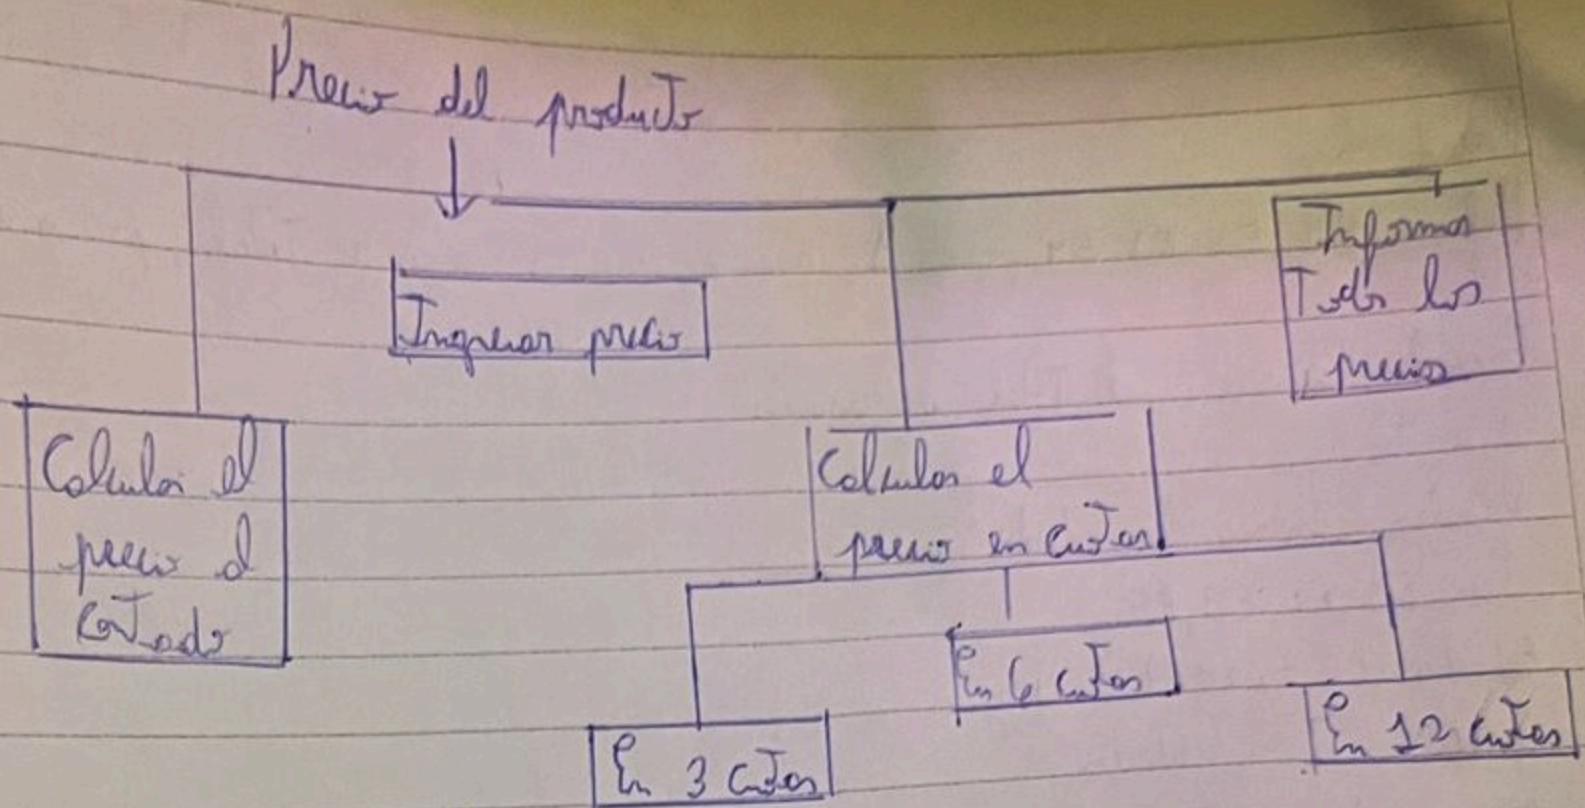 Precio del producto
Ingresar precio
Informar
Todos los
precios
Calcular el
precio al
contado
Calcular el
precio en cuotas
En 3 cuotas
En 6 cuotas
En 12 cuotas